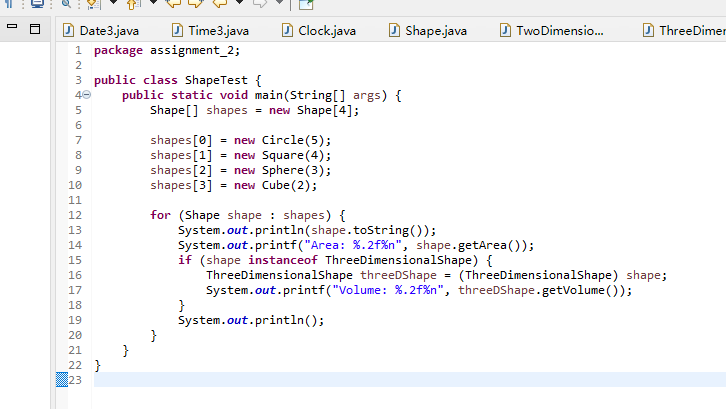 Date3.java Time3.java Clock.java Shape.java TwoDimensio... ThreeDimer
1 package assignment_2;
2
3 public class ShapeTest {
4 public static void main(String[] args) {
5 Shape[] shapes = new Shape[4];
6
7 shapes[0] = new Circle(5);
8 shapes[1] = new Square(4);
9 shapes[2] = new Sphere(3);
10 shapes[3] = new Cube(2);
11
12 for (Shape shape : shapes) {
13 System.out.println(shape.toString());
14 System.out.printf("Area: %.2f%n", shape.getArea());
15 if (shape instanceof ThreeDimensionalShape) {
16 ThreeDimensionalShape threeDShape = (ThreeDimensionalShape) shape;
17 System.out.printf("Volume: %.2f%n", threeDShape.getVolume());
18 }
19 System.out.println();
20 }
21 }
22 }
23